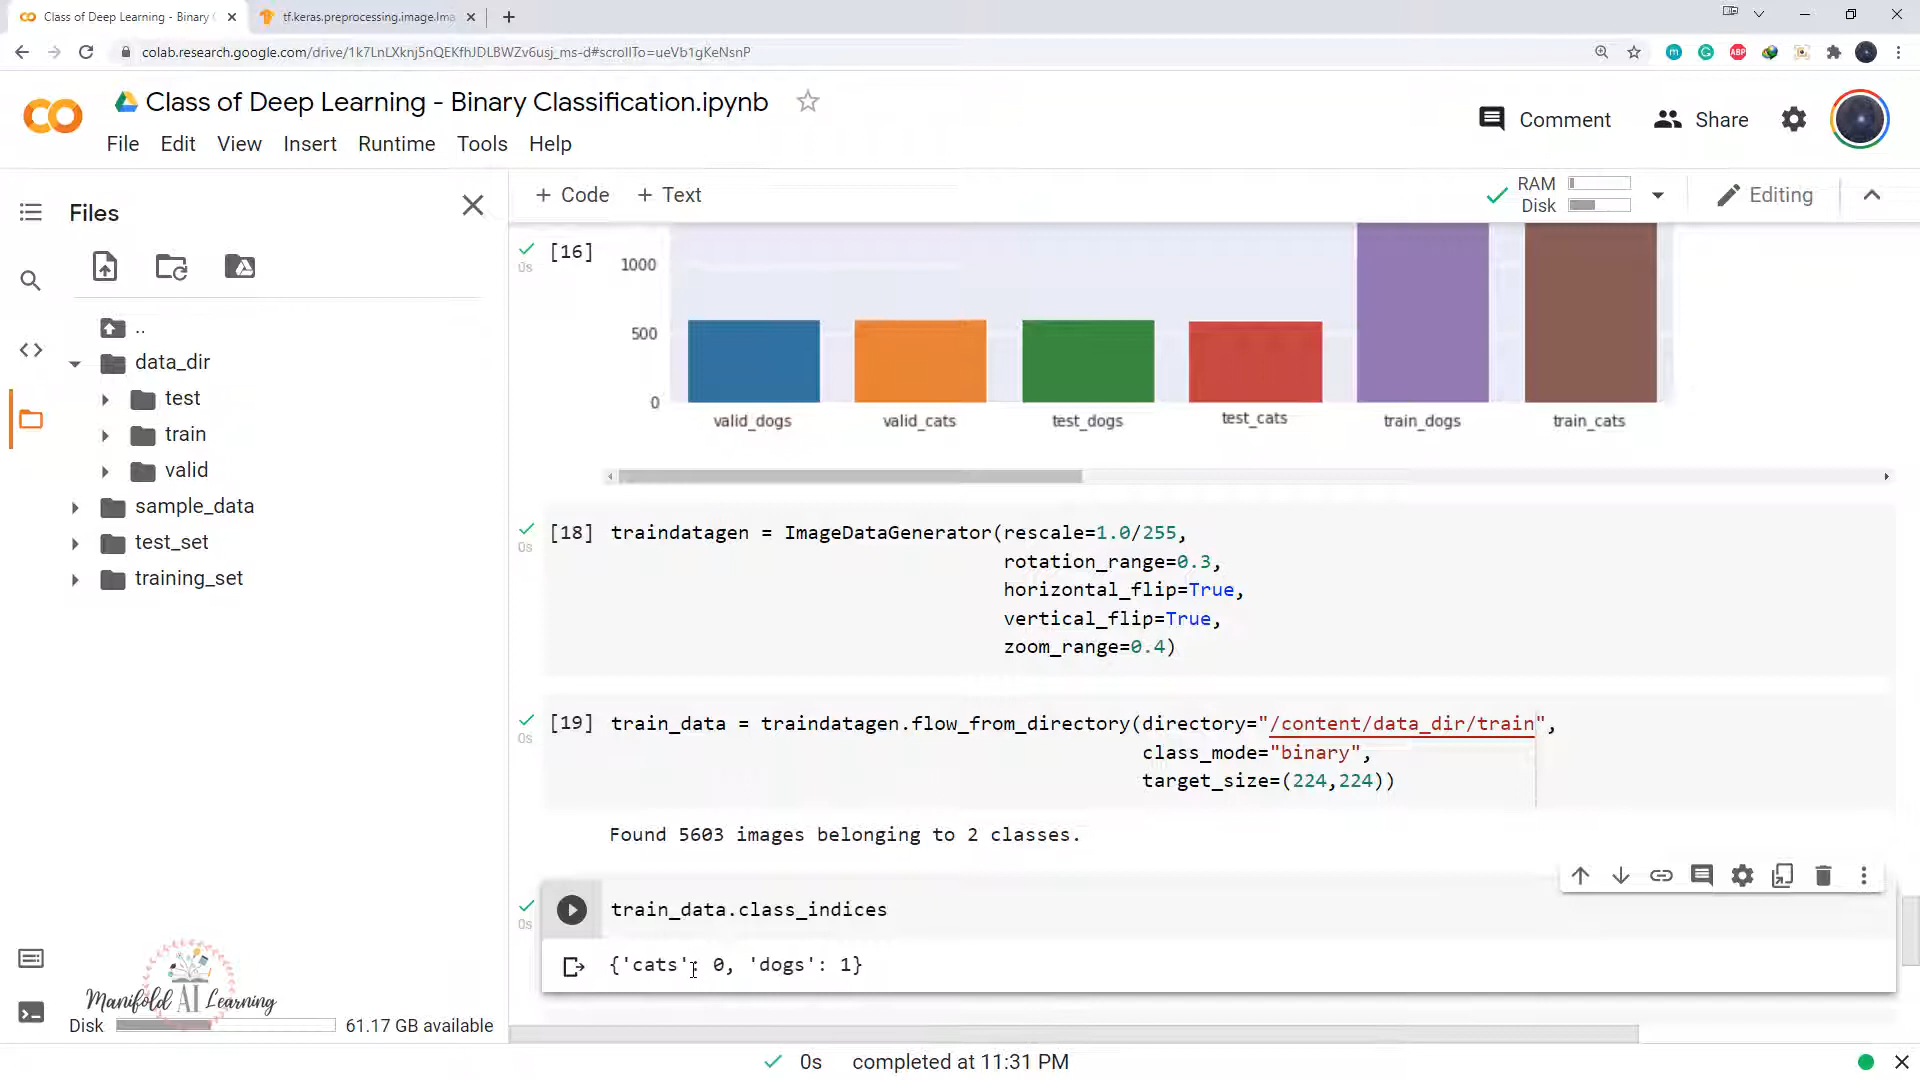 Class of Deep Learning - Binary C
tf.keras.preprocessing.image.Ima
colab.research.google.com/drive/1k7LnLXknj5nQEKfhJDLBWZv6usj_ms-d#scrollTo=ueVb1gKeNsnP
ABP
Class of Deep Learning - Binary Classification.ipynb
Comment
Share
File Edit View Insert Runtime Tools Help
Files
+ Code + Text
RAM
Disk
Editing
..
data_dir
test
train
valid
sample_data
test_set
training_set
[16]
0s
1000
500
0
valid_dogs valid_cats test_dogs test_cats train_dogs train_cats
[18] traindatagen = ImageDataGenerator(rescale=1.0/255,
0s
rotation_range=0.3,
horizontal_flip=True,
vertical_flip=True,
zoom_range=0.4)
[19] train_data = traindatagen.flow_from_directory(directory="/content/data_dir/train",
0s
class_mode="binary",
target_size=(224,224))
Found 5603 images belonging to 2 classes.
train_data.class_indices
0s
{'cats': 0, 'dogs': 1}
Manifold AI Learning
Disk 61.17 GB available
0s completed at 11:31 PM